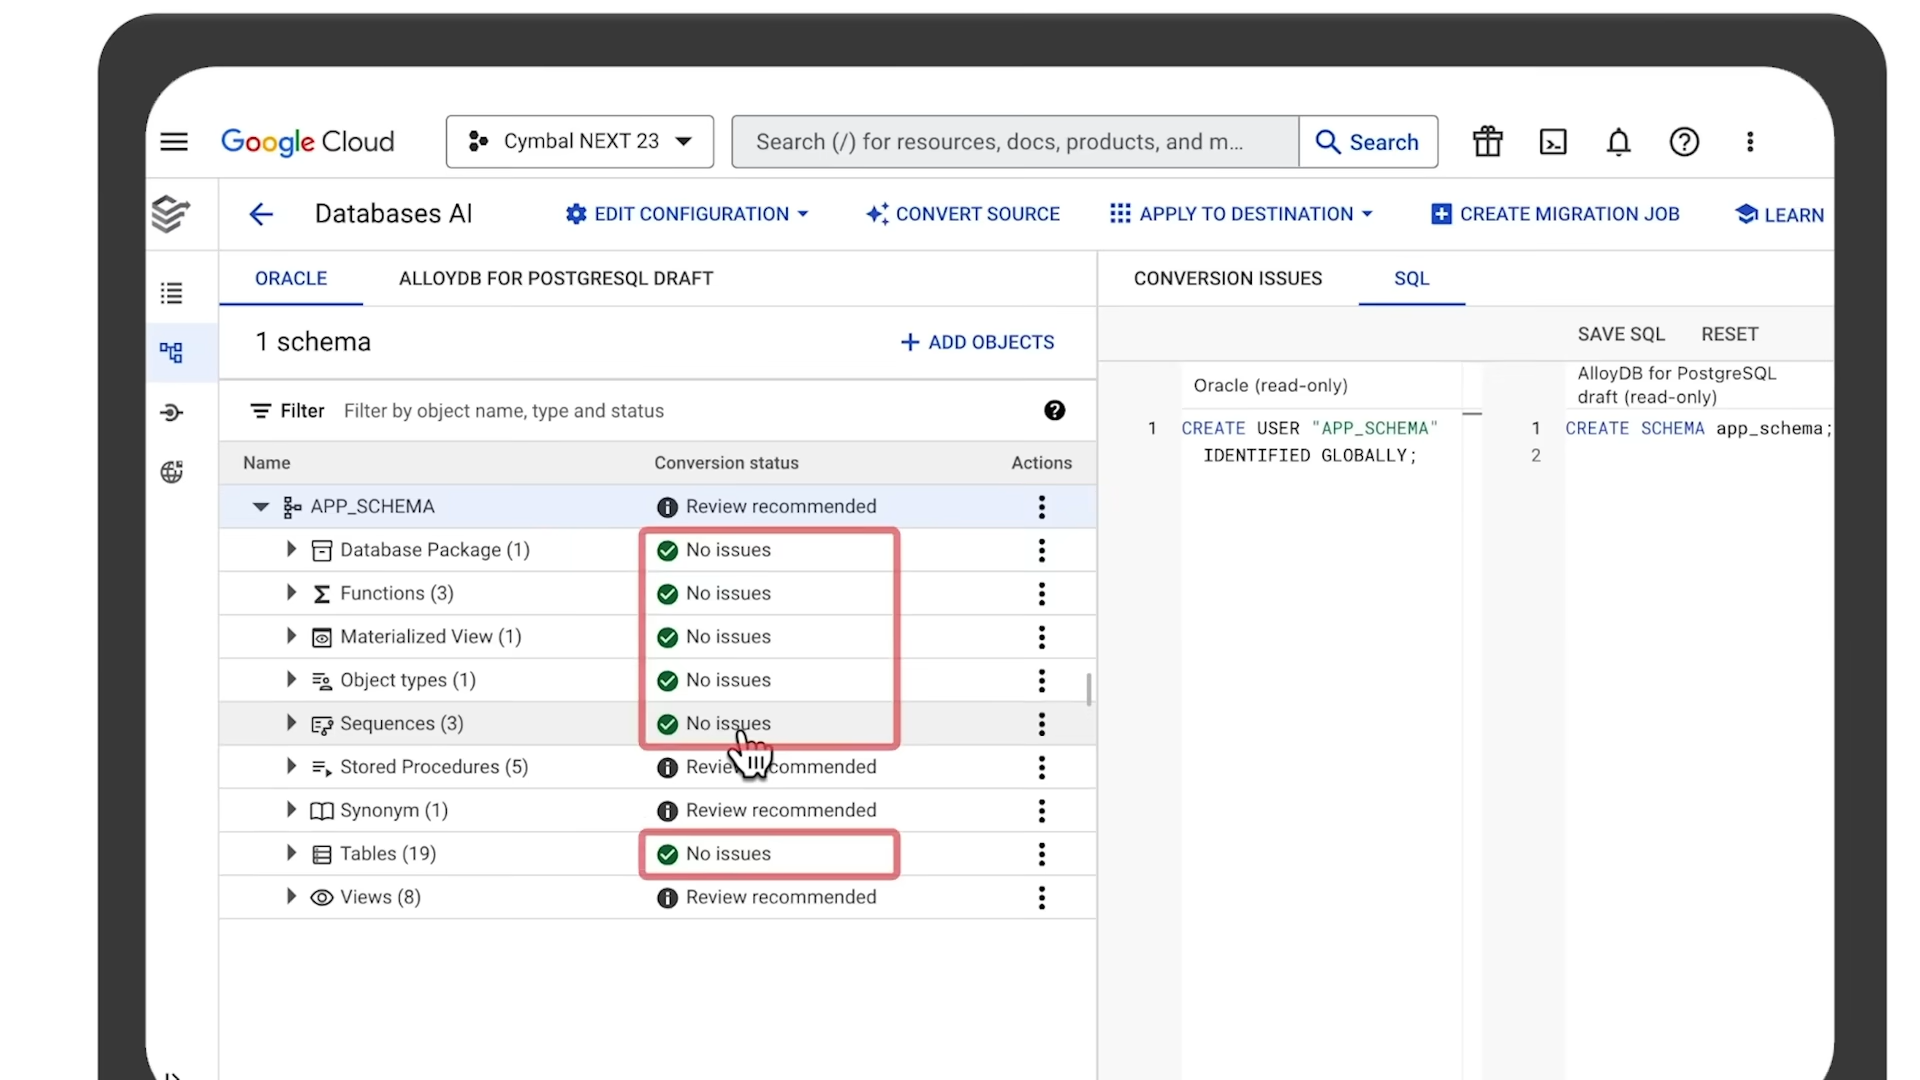 Google Cloud
Cymbal NEXT 23
Search (/) for resources, docs, products, and m...
Search
Databases AI
EDIT CONFIGURATION
CONVERT SOURCE
APPLY TO DESTINATION
CREATE MIGRATION JOB
LEARN
ORACLE
ALLOYDB FOR POSTGRESQL DRAFT
CONVERSION ISSUES
SQL
1 schema
ADD OBJECTS
SAVE SQL
RESET
Filter
Filter by object name, type and status
Oracle (read-only)
AlloyDB for PostgreSQL
draft (read-only)
1 CREATE USER "APP_SCHEMA"
IDENTIFIED GLOBALLY;
1 CREATE SCHEMA app_schema;
2
Name Conversion status Actions
APP_SCHEMA Review recommended
Database Package (1) No issues
Functions (3) No issues
Materialized View (1) No issues
Object types (1) No issues
Sequences (3) No issues
Stored Procedures (5) Review recommended
Synonym (1) Review recommended
Tables (19) No issues
Views (8) Review recommended